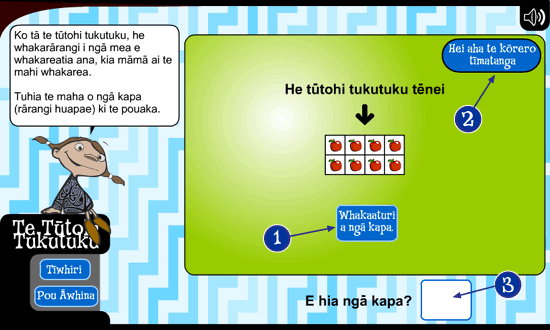 Ko tā te tūtohi tukutuku, he
whakarārangi i ngā mea e
whakareatia ana, kia māmā ai te
mahi whakarea.
Tuhia te maha o ngā kapa
(rārangi huapae) ki te pouaka.
Hei aha te kōrero
tīmatanga
He tūtohi tukutuku tēnei
2
Whakaaturi
a ngā kapa.
1
Te Tūto
Tukutuku
Tīwhiri
Pou Āwhina
E hia ngā kapa?
3